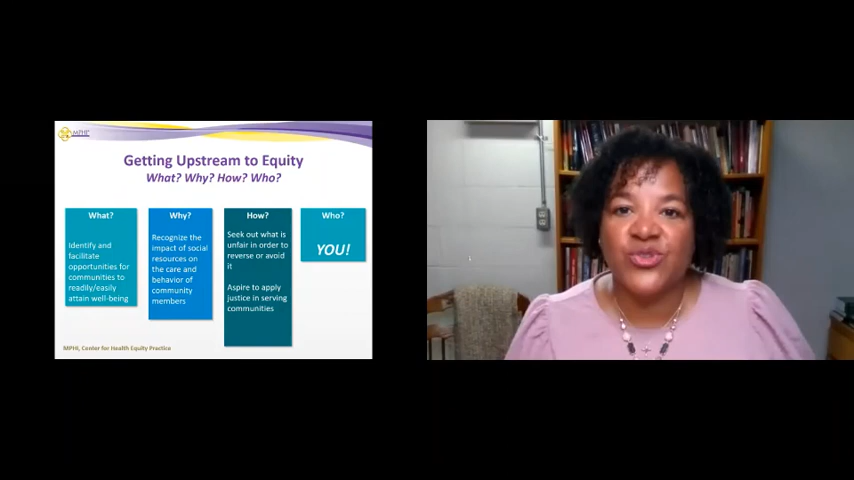 MPHI
Getting Upstream to Equity
What? Why? How? Who?
What?
Identify and
facilitate
opportunities for
communities to
readily/easily
attain well-being
Why?
Recognize the
impact of social
resources on
the care and
behavior of
community
members
How?
Seek out what is
unfair in order to
reverse or avoid
it
Aspire to apply
justice in serving
communities
Who?
YOU!
MPHI, Center for Health Equity Practice